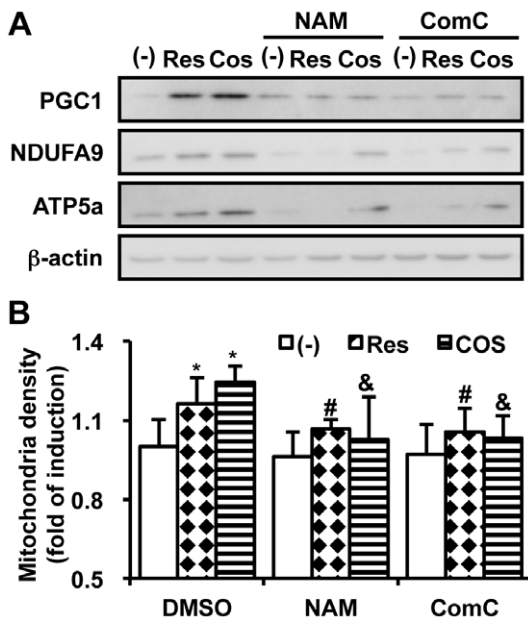 A
NAM ComC
(-) Res Cos (-) Res Cos (-) Res Cos
PGC1
NDUFA9
ATP5a
β-actin
B
(-) Res COS
Mitochondria density
(fold of induction)
1.4
1.1
0.8
0.5
* * # & # &
DMSO NAM ComC